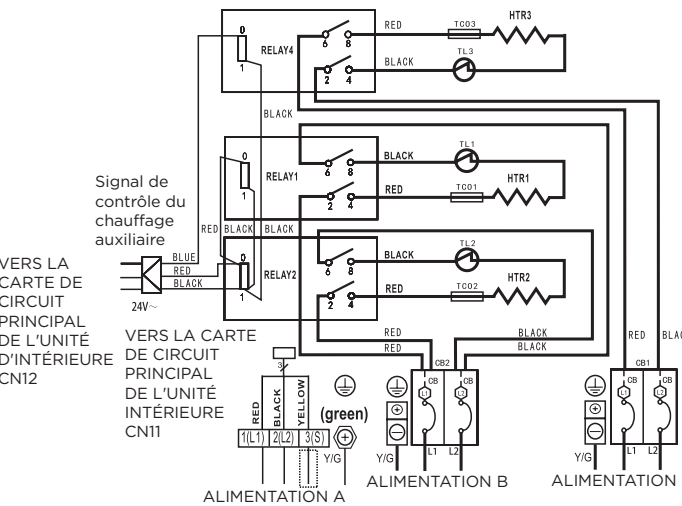 HTR3
RED
TCO3
0
RELAY4
6
8
TL3
BLACK
1
2
4
BLACK
TL1
BLACK
0
RELAY1
6
8
HTR1
RED
TCO1
1
2
4
Signal de
contrôle du
chauffage
auxiliaire
RED
BLACK
BLACK
TL2
BLACK
0
RELAY2
6
8
HTR2
RED
TCO2
1
2
4
BLUE
RED
BLACK
24V~
VERS LA
CARTE DE
CIRCUIT
PRINCIPAL
DE L'UNITÉ
D'INTÉRIEURE
CN12
VERS LA CARTE
DE CIRCUIT
PRINCIPAL
DE L'UNITÉ
INTÉRIEURE
CN11
RED
BLACK
RED
BLACK
RED
CB2
CB1
3
RED
BLACK
YELLOW
(green)
CB
CB
CB
CB
L1
L2
L1
L2
1(L1)
2(L2)
3(S)
Y/G
Y/G
L1
L2
Y/G
L1
L2
ALIMENTATION A
ALIMENTATION B
ALIMENTATION